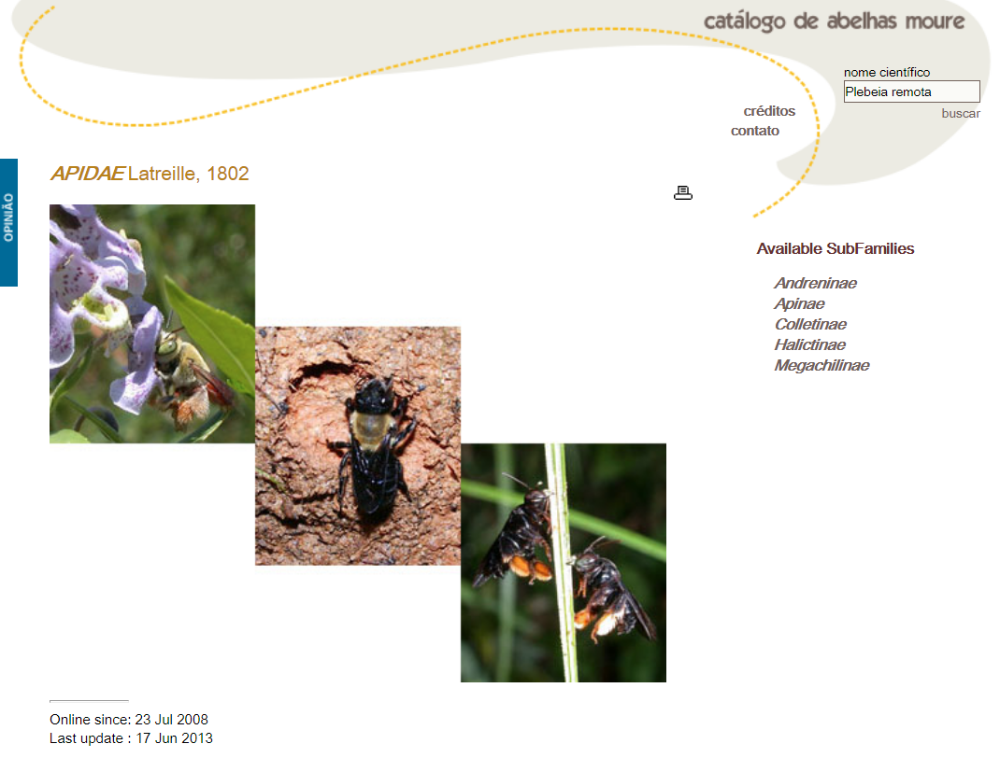 catálogo de abelhas moure
nome científico
Plebeia remota
buscar
créditos
contato
OPINIÃO
APIDAE Latreille, 1802
Available SubFamilies
Andreninae
Apinae
Colletinae
Halictinae
Megachilinae
Online since: 23 Jul 2008
Last update : 17 Jun 2013